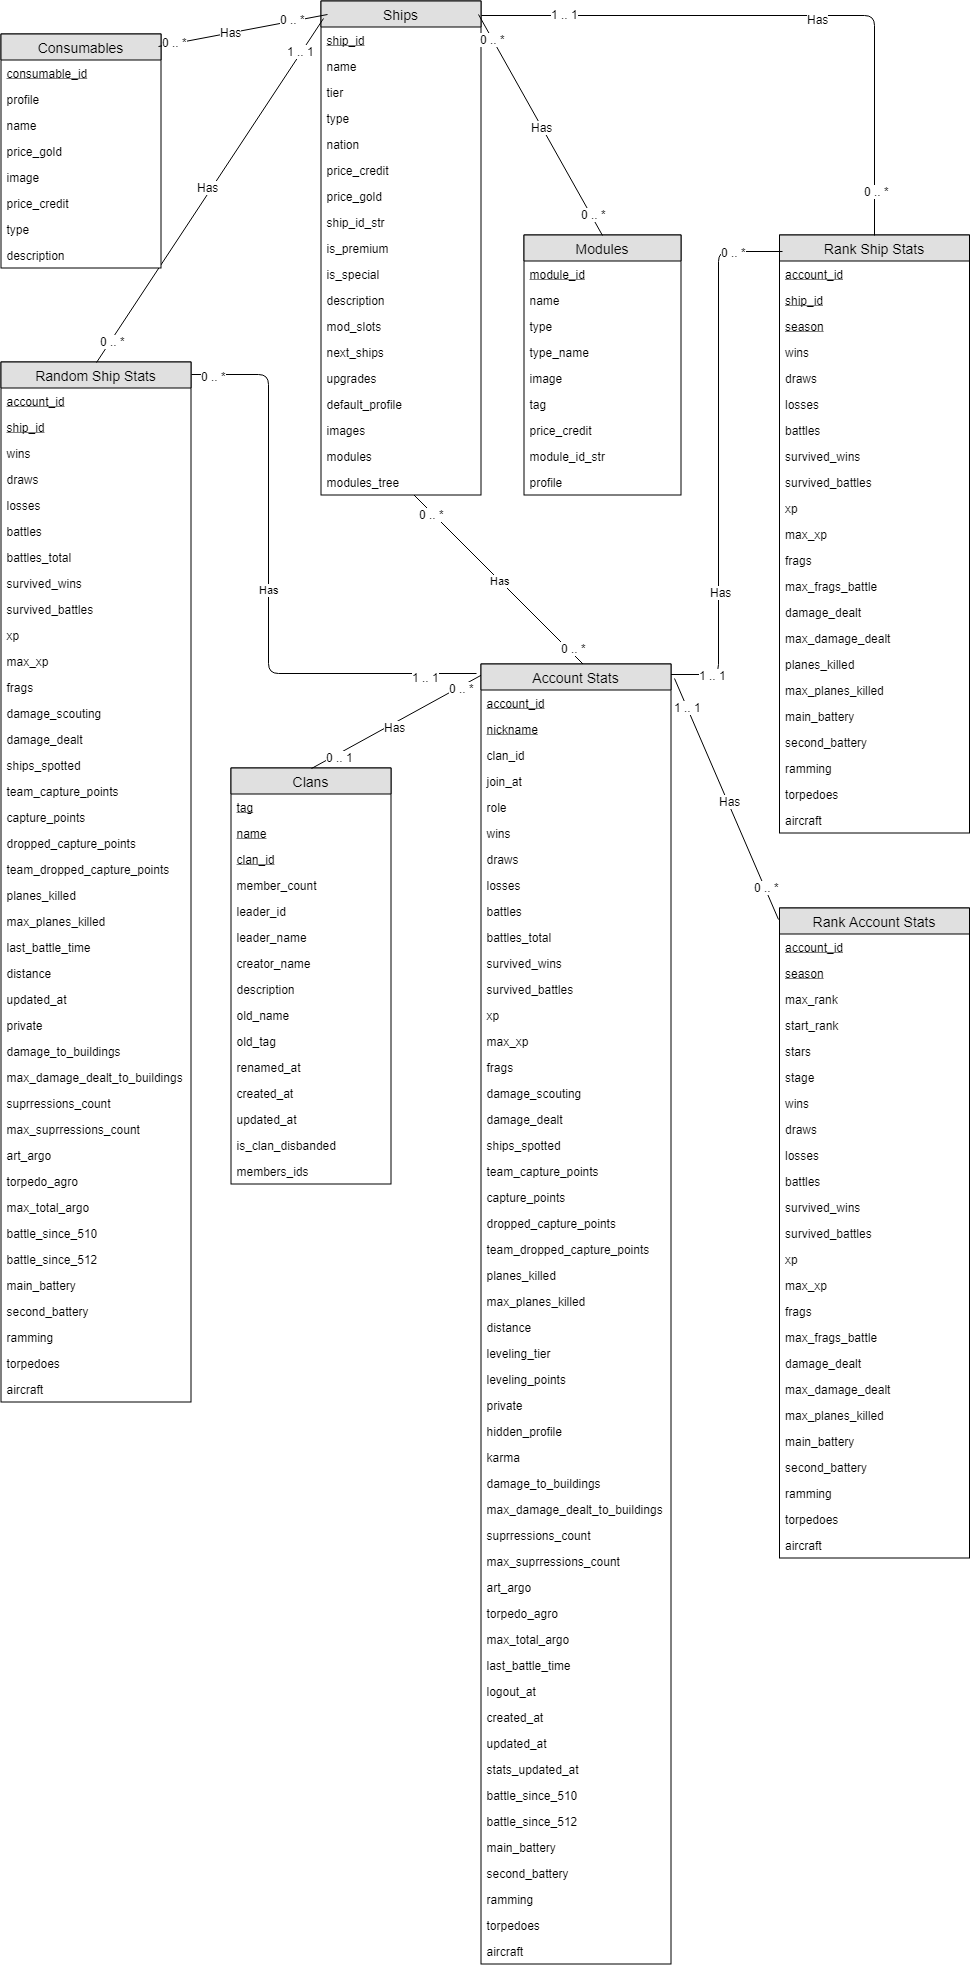 Ships
ship_id
name
tier
type
nation
price_credit
price_gold
ship_id_str
is_premium
is_special
description
mod_slots
next_ships
upgrades
default_profile
images
modules
modules_tree
0 .. *
Has
0 .. *
1 .. 1
Has
0 .. *
1 .. 1
Has
0 .. *
0 .. *
Has
0 .. *
0 .. *
Has
0 .. *
Consumables
consumable_id
profile
name
price_gold
image
price_credit
type
description
Modules
module_id
name
type
type_name
image
tag
price_credit
module_id_str
profile
Rank Ship Stats
account_id
ship_id
season
wins
draws
losses
battles
survived_wins
survived_battles
xp
max_xp
frags
max_frags_battle
damage_dealt
max_damage_dealt
planes_killed
max_planes_killed
main_battery
second_battery
ramming
torpedoes
aircraft
0 .. *
Has
1 .. 1
Random Ship Stats
account_id
ship_id
wins
draws
losses
battles
battles_total
survived_wins
survived_battles
xp
max_xp
frags
damage_scouting
damage_dealt
ships_spotted
team_capture_points
capture_points
dropped_capture_points
team_dropped_capture_points
planes_killed
max_planes_killed
last_battle_time
distance
updated_at
private
damage_to_buildings
max_damage_dealt_to_buildings
suprressions_count
max_suprressions_count
art_argo
torpedo_agro
max_total_argo
battle_since_510
battle_since_512
main_battery
second_battery
ramming
torpedoes
aircraft
0 .. *
Has
1 .. 1
0 .. *
Has
0 .. 1
Clans
tag
name
clan_id
member_count
leader_id
leader_name
creator_name
description
old_name
old_tag
renamed_at
created_at
updated_at
is_clan_disbanded
members_ids
Account Stats
account_id
nickname
clan_id
join_at
role
wins
draws
losses
battles
battles_total
survived_wins
survived_battles
xp
max_xp
frags
damage_scouting
damage_dealt
ships_spotted
team_capture_points
capture_points
dropped_capture_points
team_dropped_capture_points
planes_killed
max_planes_killed
distance
leveling_tier
leveling_points
private
hidden_profile
karma
damage_to_buildings
max_damage_dealt_to_buildings
suprressions_count
max_suprressions_count
art_argo
torpedo_agro
max_total_argo
last_battle_time
logout_at
created_at
updated_at
stats_updated_at
battle_since_510
battle_since_512
main_battery
second_battery
ramming
torpedoes
aircraft
1 .. 1
Has
0 .. *
Rank Account Stats
account_id
season
max_rank
start_rank
stars
stage
wins
draws
losses
battles
survived_wins
survived_battles
xp
max_xp
frags
max_frags_battle
damage_dealt
max_damage_dealt
max_planes_killed
main_battery
second_battery
ramming
torpedoes
aircraft